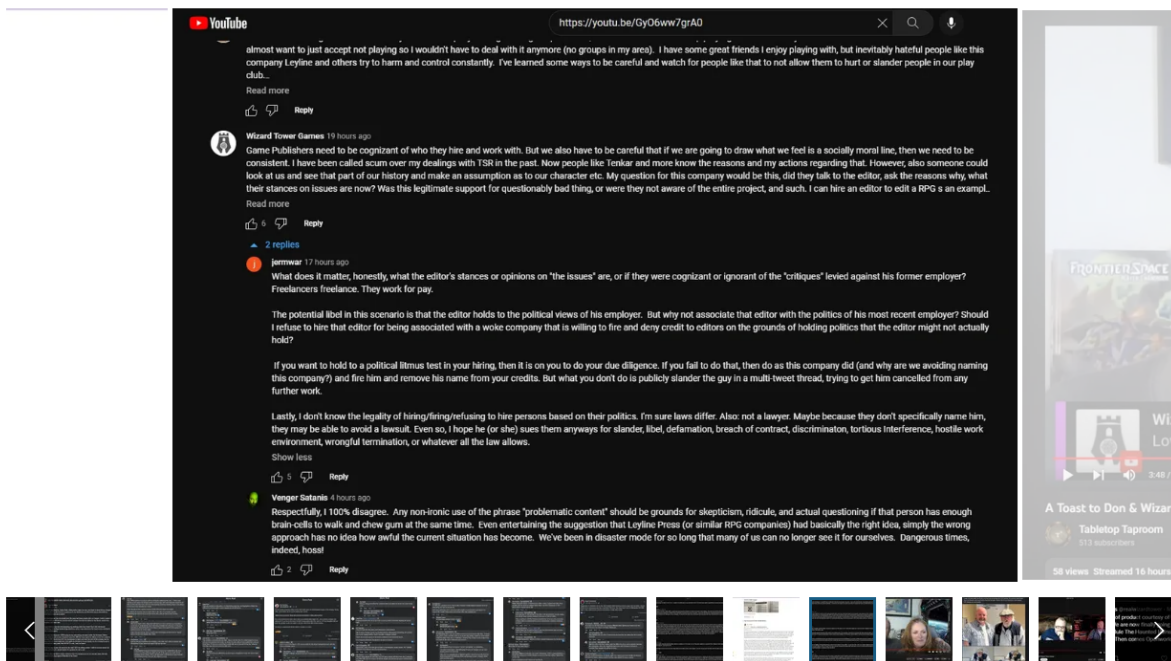 YouTube
https://youtu.be/GyO6ww7grA0
almost want to just accept not playing so I wouldn't have to deal with it anymore (no groups in my area). I have some great friends I enjoy playing with, but inevitably hateful people like this
company Leyline and others try to harm and control constantly. I've learned some ways to be careful and watch for people like that to not allow them to hurt or slander people in our play
club...
Read more
Reply
Wizard Tower Games 19 hours ago
Game Publishers need to be cognizant of who they hire and work with. But we also have to be careful that if we are going to draw what we feel is a socially moral line, then we need to be
consistent. I have been called scum over my dealings with TSR in the past. Now people like Tenkar and more know the reasons and my actions regarding that. However, also someone could
look at us and see that part of our history and make an assumption as to our character etc. My question for this company would be this, did they talk to the editor, ask the reasons why, what
their stances on issues are now? Was this legitimate support for questionably bad thing, or were they not aware of the entire project, and such. I can hire an editor to edit a RPG s an exampl..
Read more
6 Reply
2 replies
j
jermwar 17 hours ago
What does it matter, honestly, what the editor's stances or opinions on "the issues" are, or if they were cognizant or ignorant of the "critiques" levied against his former employer?
Freelancers freelance. They work for pay.
The potential libel in this scenario is that the editor holds to the political views of his employer. But why not associate that editor with the politics of his most recent employer? Should
I refuse to hire that editor for being associated with a woke company that is willing to fire and deny credit to editors on the grounds of holding politics that the editor might not actually
hold?
If you want to hold to a political litmus test in your hiring, then it is on you to do your due diligence. If you fail to do that, then do as this company did (and why are we avoiding naming
this company?) and fire him and remove his name from your credits. But what you don't do is publicly slander the guy in a multi-tweet thread, trying to get him cancelled from any
further work.
Lastly, I don't know the legality of hiring/firing/refusing to hire persons based on their politics. I'm sure laws differ. Also: not a lawyer. Maybe because they don't specifically name him,
they may be able to avoid a lawsuit. Even so, I hope he (or she) sues them anyways for slander, libel, defamation, breach of contract, discriminaton, tortious Interference, hostile work
environment, wrongful termination, or whatever all the law allows.
Show less
5 Reply
Venger Satanis 4 hours ago
Respectfully, I 100% disagree. Any non-ironic use of the phrase "problematic content" should be grounds for skepticism, ridicule, and actual questioning if that person has enough
brain-cells to walk and chew gum at the same time. Even entertaining the suggestion that Leyline Press (or similar RPG companies) had basically the right idea, simply the wrong
approach has no idea how awful the current situation has become. We've been in disaster mode for so long that many of us can no longer see it for ourselves. Dangerous times,
indeed, hoss!
2 Reply
FRONTIER SPACE
Wi
Lo
3:48 /
A Toast to Don & Wizar
Tabletop Taproom
513 subscribers
58 views Streamed 16 hours